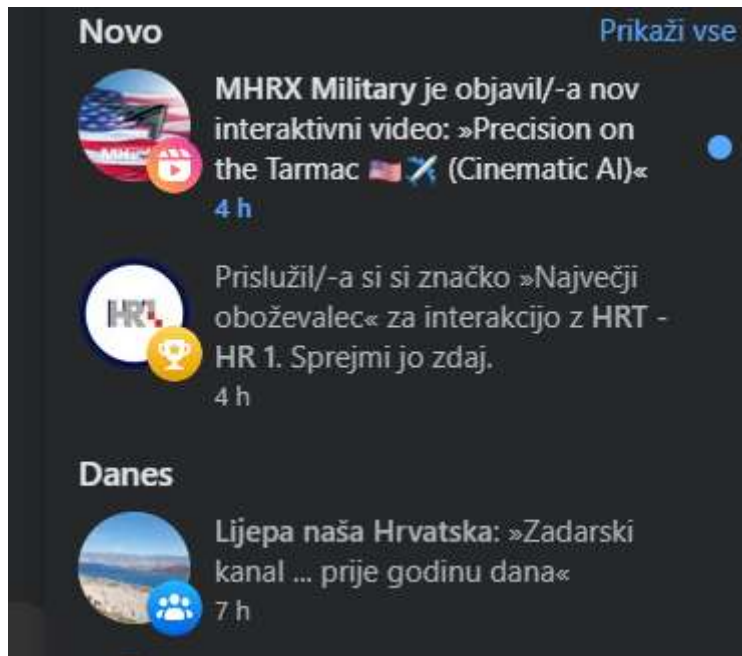 Novo
Prikaži vse
MHRX Military je objavil/-a nov
interaktivni video: »Precision on
the Tarmac 🇺🇸✈️ (Cinematic AI)«
4 h
HR1
Prislužil/-a si si značko »Največji
oboževalec« za interakcijo z HRT -
HR 1. Sprejmi jo zdaj.
4 h
Danes
Lijepa naša Hrvatska: »Zadarski
kanal ... prije godinu dana«
7 h